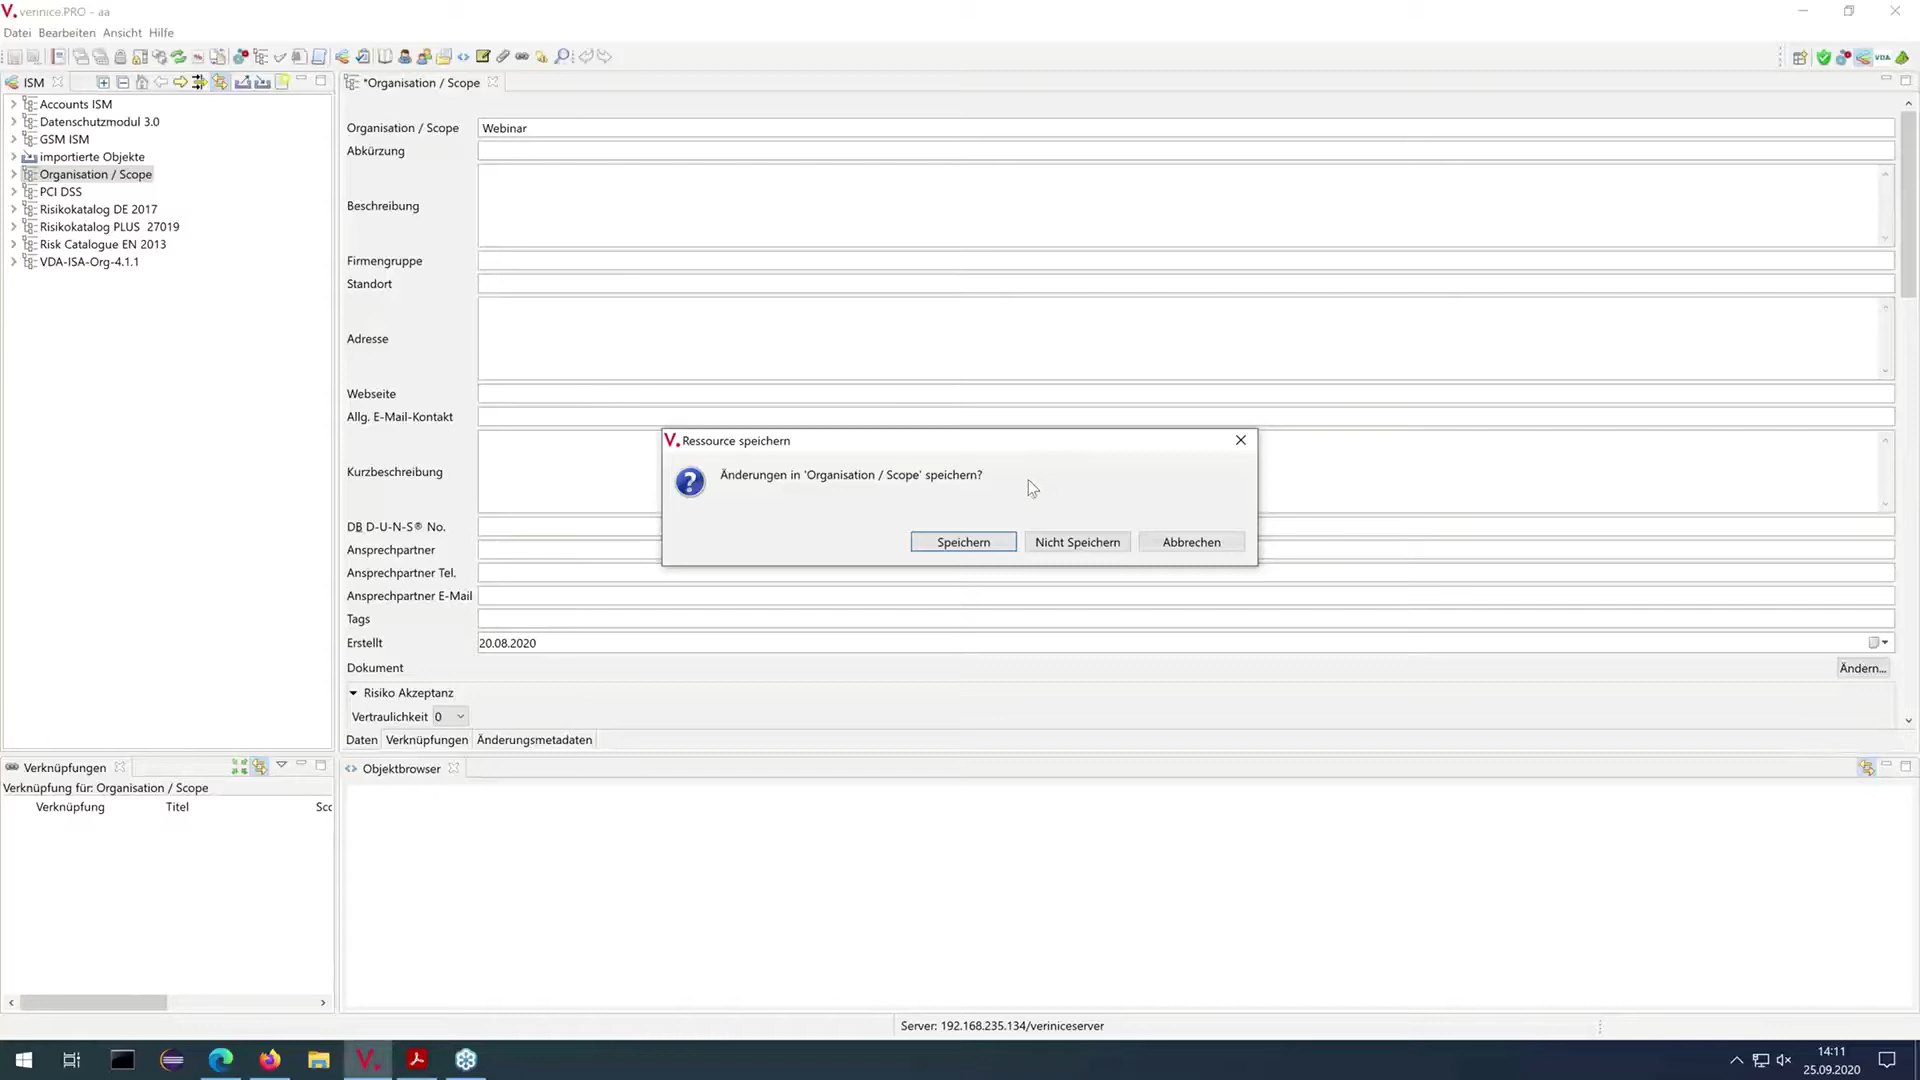 verinice.PRO - aa
Datei Bearbeiten Ansicht Hilfe
VDA
ISM
*Organisation / Scope
Accounts ISM
Datenschutzmodul 3.0
GSM ISM
importierte Objekte
Organisation / Scope
PCI DSS
Risikokatalog DE 2017
Risikokatalog PLUS 27019
Risk Catalogue EN 2013
VDA-ISA-Org-4.1.1
Organisation / Scope Webinar
Abkürzung
Beschreibung
Firmengruppe
Standort
Adresse
Webseite
Allg. E-Mail-Kontakt
Kurzbeschreibung
DB D-U-N-S® No.
Ansprechpartner
Ansprechpartner Tel.
Ansprechpartner E-Mail
Tags
Erstellt 20.08.2020
Dokument Ändern...
Risiko Akzeptanz
Vertraulichkeit 0
Daten Verknüpfungen Änderungsmetadaten
V. Ressource speichern
Änderungen in 'Organisation / Scope' speichern?
Speichern Nicht Speichern Abbrechen
Verknüpfungen
Verknüpfung für: Organisation / Scope
Verknüpfung Titel Sc
Objektbrowser
Server: 192.168.235.134/veriniceserver
14:11
25.09.2020